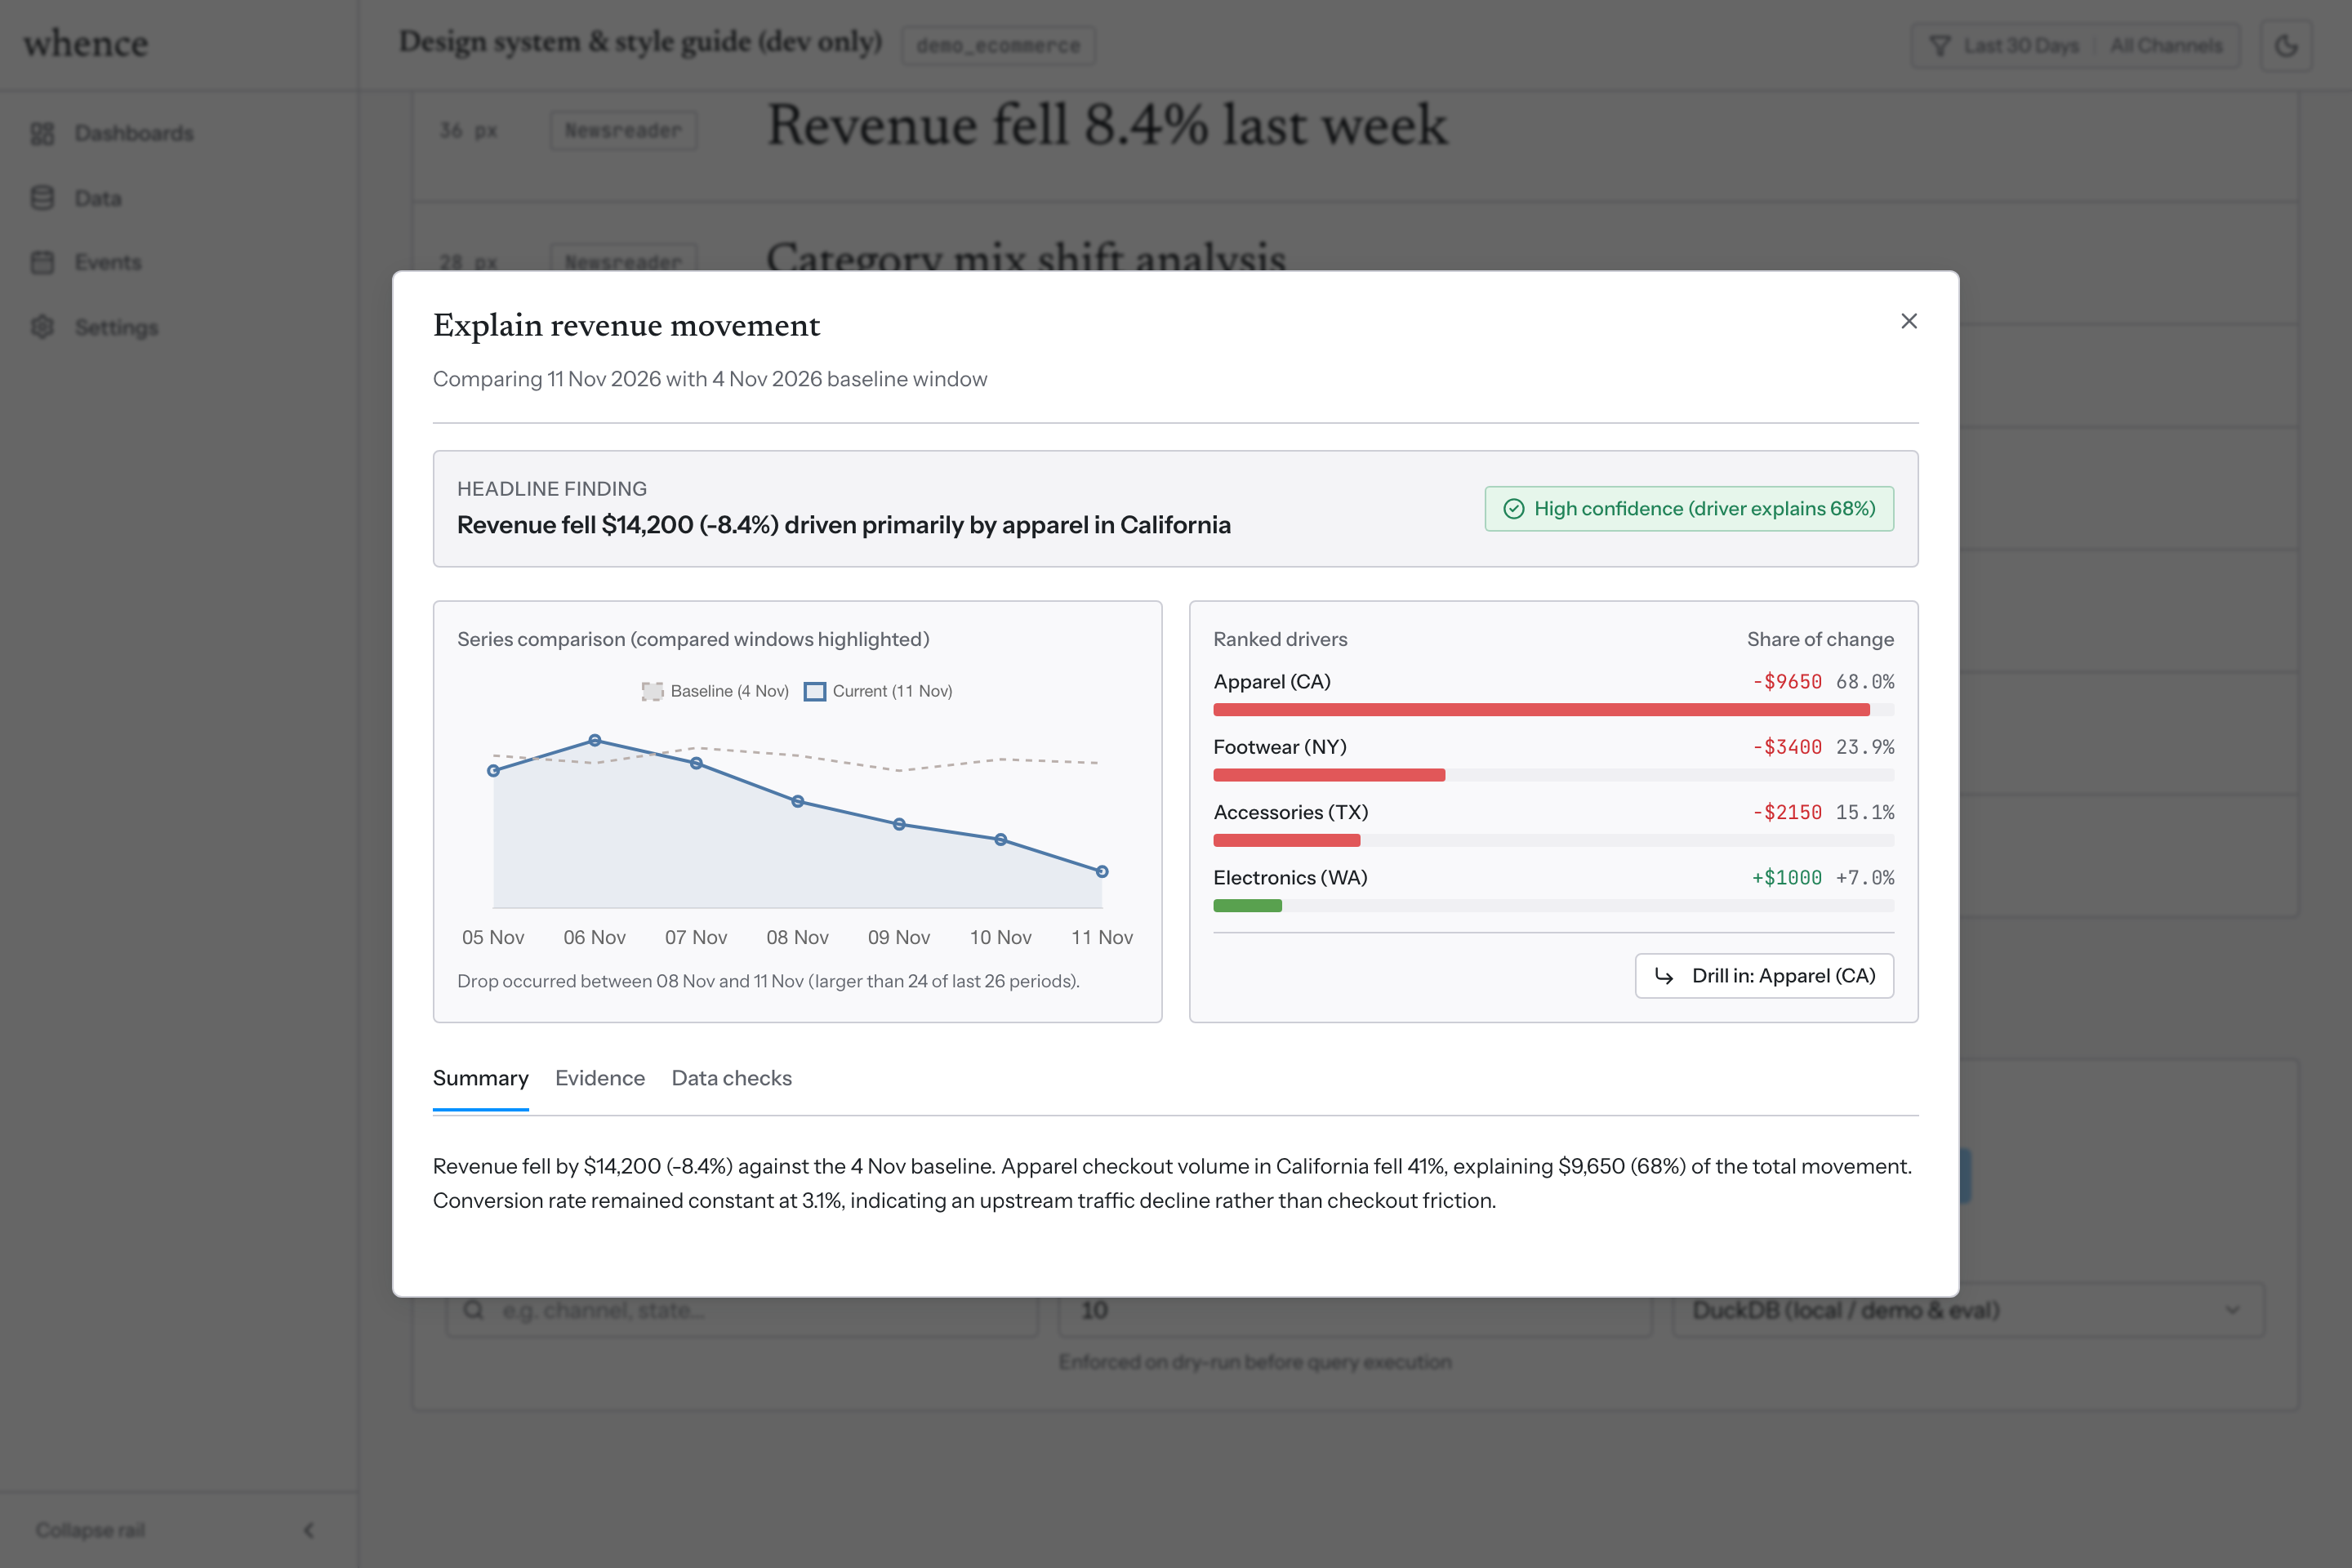 whence
Design system & style guide (dev only)
demo_ecommerce
Last 30 Days
All Channels
Dashboards
Data
Events
Settings
36 px
Newsreader
Revenue fell 8.4% last week
28 px
Newsreader
Category mix shift analysis
Explain revenue movement
Comparing 11 Nov 2026 with 4 Nov 2026 baseline window
HEADLINE FINDING
Revenue fell $14,200 (-8.4%) driven primarily by apparel in California
High confidence (driver explains 68%)
Series comparison (compared windows highlighted)
Baseline (4 Nov)
Current (11 Nov)
05 Nov 06 Nov 07 Nov 08 Nov 09 Nov 10 Nov 11 Nov
Drop occurred between 08 Nov and 11 Nov (larger than 24 of last 26 periods).
Ranked drivers Share of change
Apparel (CA) -$9650 68.0%
Footwear (NY) -$3400 23.9%
Accessories (TX) -$2150 15.1%
Electronics (WA) +$1000 +7.0%
Drill in: Apparel (CA)
Summary Evidence Data checks
Revenue fell by $14,200 (-8.4%) against the 4 Nov baseline. Apparel checkout volume in California fell 41%, explaining $9,650 (68%) of the total movement.
Conversion rate remained constant at 3.1%, indicating an upstream traffic decline rather than checkout friction.
e.g. channel, state...
10
DuckDB (local / demo & eval)
Enforced on dry-run before query execution
Collapse rail